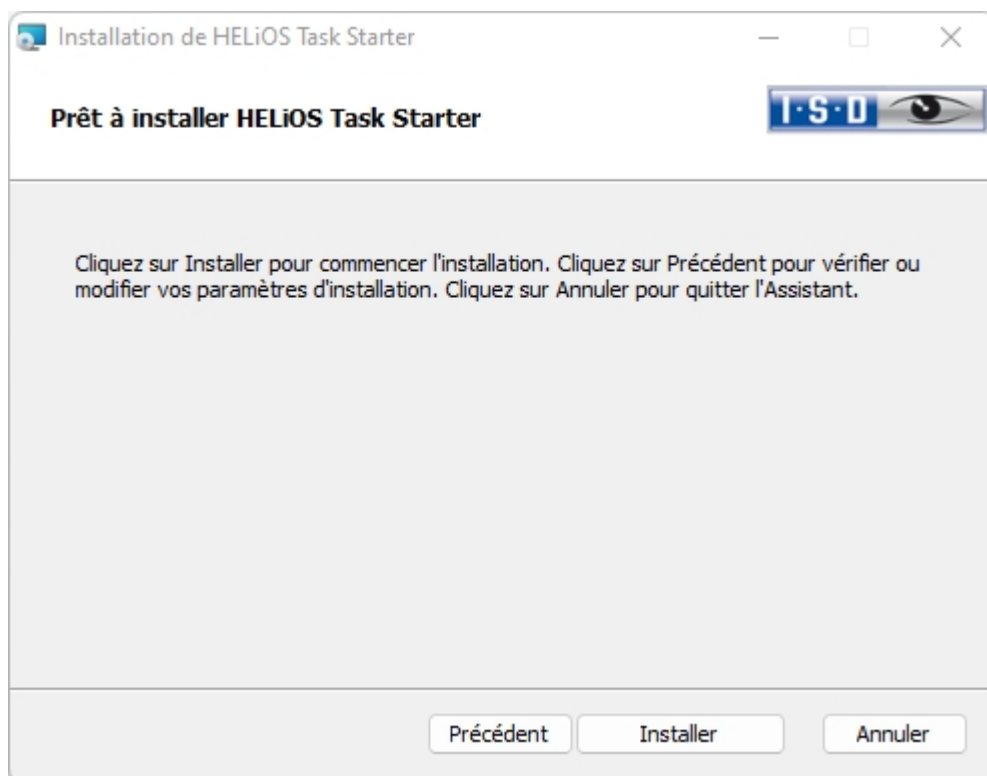 Installation de HELiOS Task Starter
Prêt à installer HELiOS Task Starter
I·S·D
Cliquez sur Installer pour commencer l'installation. Cliquez sur Précédent pour vérifier ou
modifier vos paramètres d'installation. Cliquez sur Annuler pour quitter l'Assistant.
Précédent
Installer
Annuler